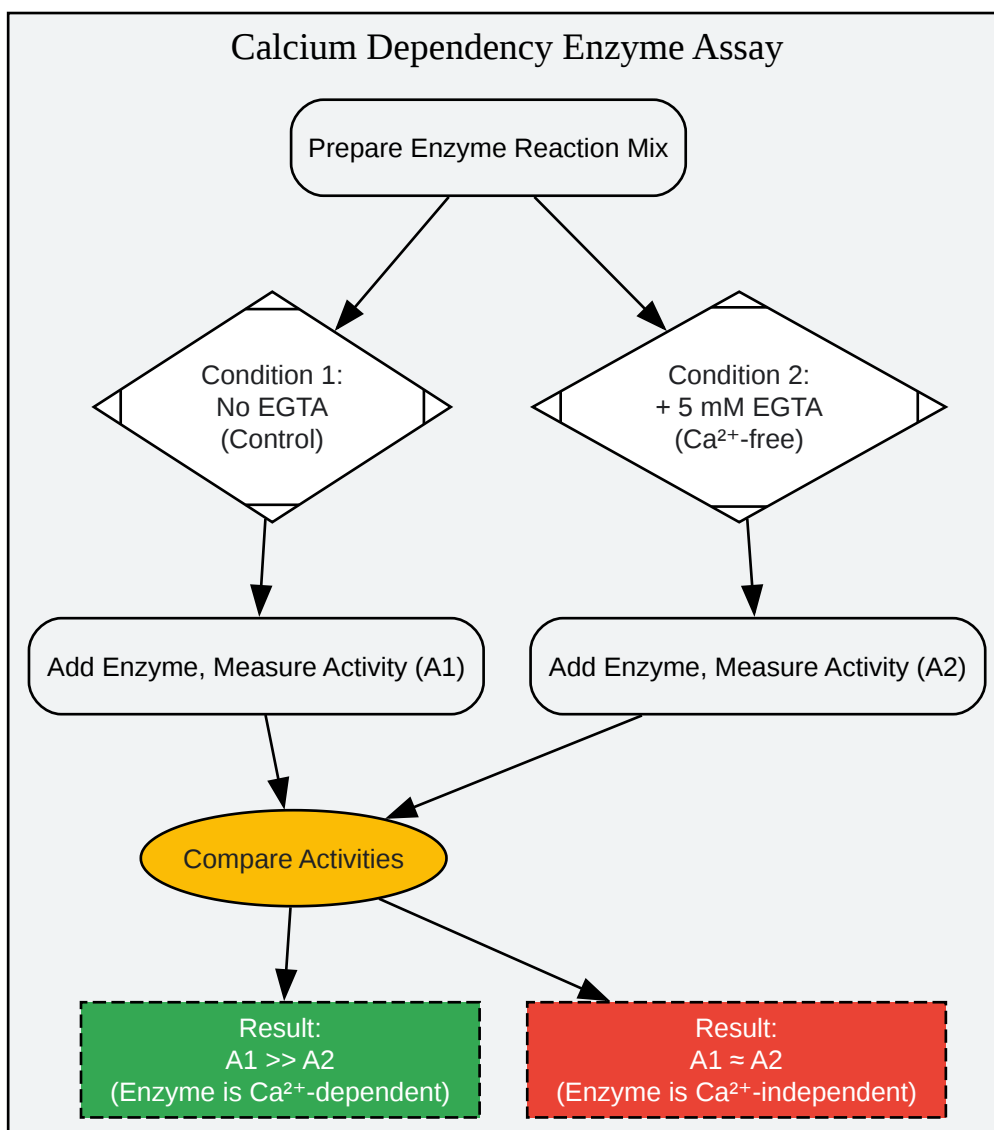 Calcium Dependency Enzyme Assay
Prepare Enzyme Reaction Mix
Condition 1:
No EGTA
(Control)
Condition 2:
+ 5 mM EGTA
(Ca²⁺-free)
Add Enzyme, Measure Activity (A1)
Add Enzyme, Measure Activity (A2)
Compare Activities
Result:
A1 >> A2
(Enzyme is Ca²⁺-dependent)
Result:
A1 ≈ A2
(Enzyme is Ca²⁺-independent)